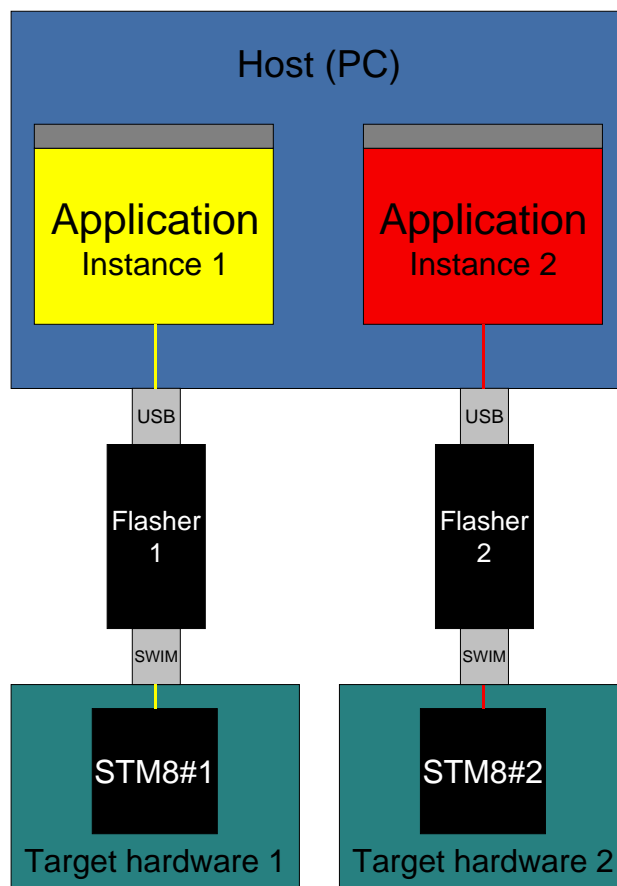 Host (PC)
Application
Instance 1
Application
Instance 2
USB
USB
Flasher
1
Flasher
2
SWIM
SWIM
STM8#1
STM8#2
Target hardware 1
Target hardware 2